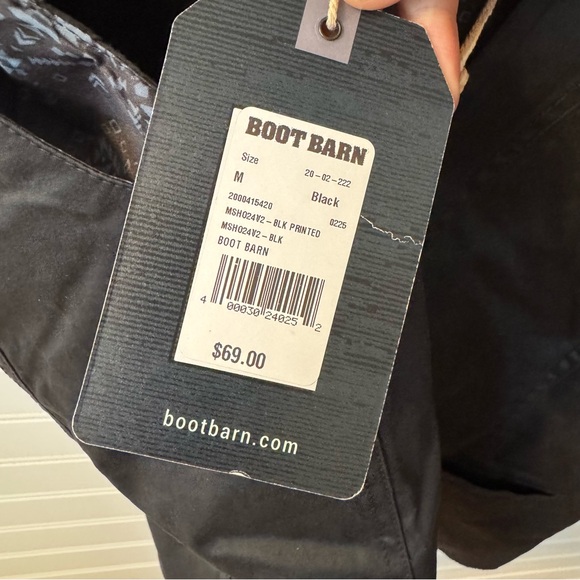 BOOT BARN
Size
20-02-222
M
Black
2000415420
0225
MSH024V2-BLK PRINTED
MSH024V2-BLK
BOOT BARN
4 00030 24025 2
$69.00
bootbarn.com